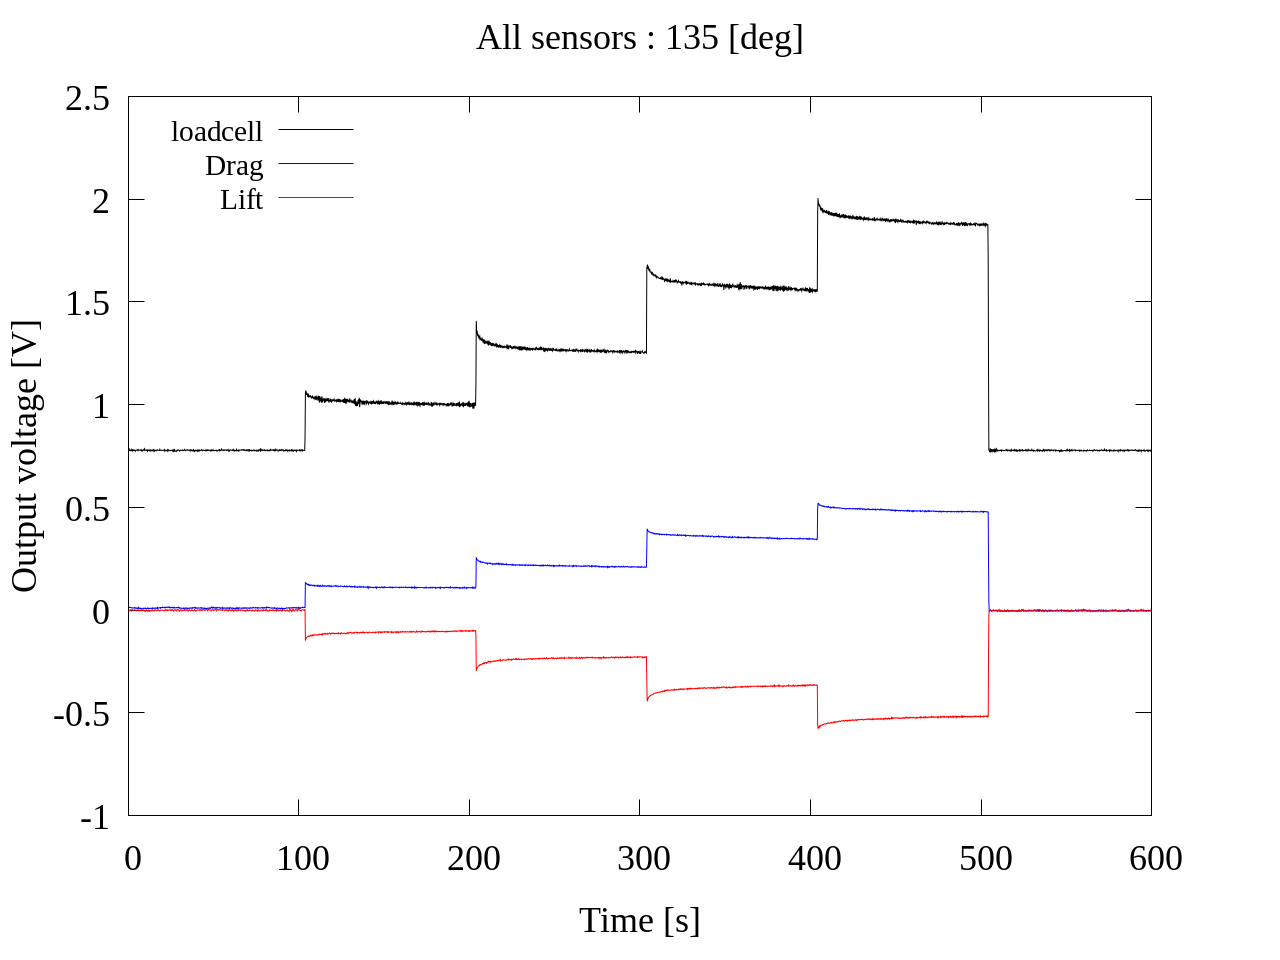 All sensors : 135 [deg]
2.5
2
1.5
1
0.5
0
-0.5
-1
loadcell
Drag
Lift
Output voltage [V]
0 100 200 300 400 500 600
Time [s]